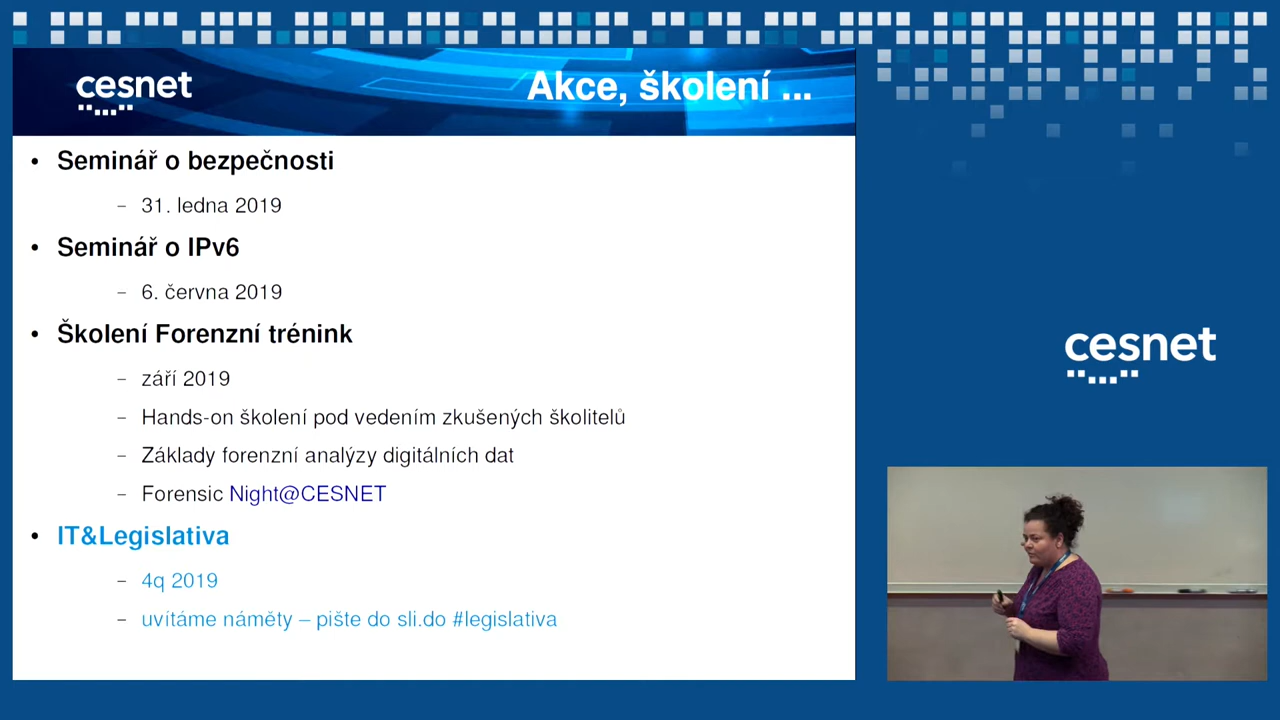 cesnet
Akce, školení ...
• Seminář o bezpečnosti
– 31. ledna 2019
• Seminář o IPv6
– 6. června 2019
• Školení Forenzní trénink
– září 2019
– Hands-on školení pod vedením zkušených školitelů
– Základy forenzní analýzy digitálních dat
– Forensic Night@CESNET
• IT&Legislativa
– 4q 2019
– uvítáme náměty – pište do sli.do #legislativa
cesnet